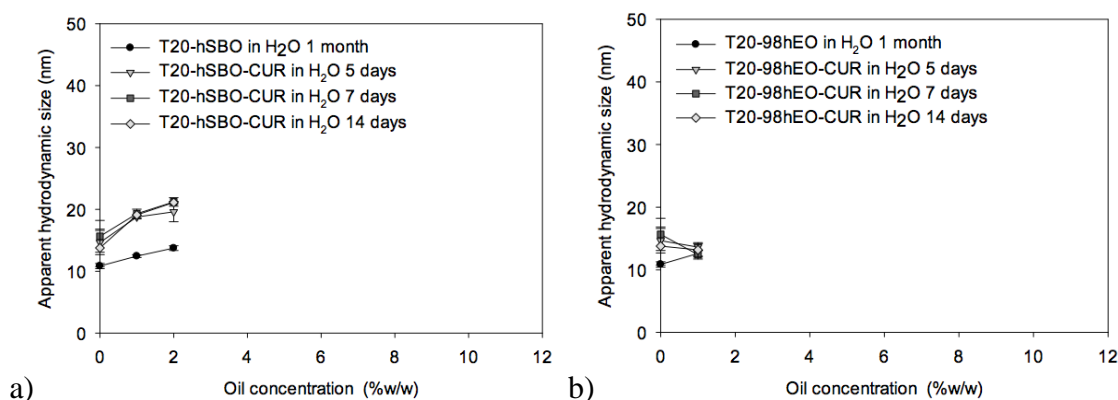 50
40
30
20
10
0
Apparent hydrodynamic size (nm)
T20-hSBO in H₂O 1 month
T20-hSBO-CUR in H₂O 5 days
T20-hSBO-CUR in H₂O 7 days
T20-hSBO-CUR in H₂O 14 days
0 2 4 6 8 10 12
Oil concentration (%w/w)
a)
50
40
30
20
10
0
Apparent hydrodynamic size (nm)
T20-98hEO in H₂O 1 month
T20-98hEO-CUR in H₂O 5 days
T20-98hEO-CUR in H₂O 7 days
T20-98hEO-CUR in H₂O 14 days
0 2 4 6 8 10 12
Oil concentration (%w/w)
b)